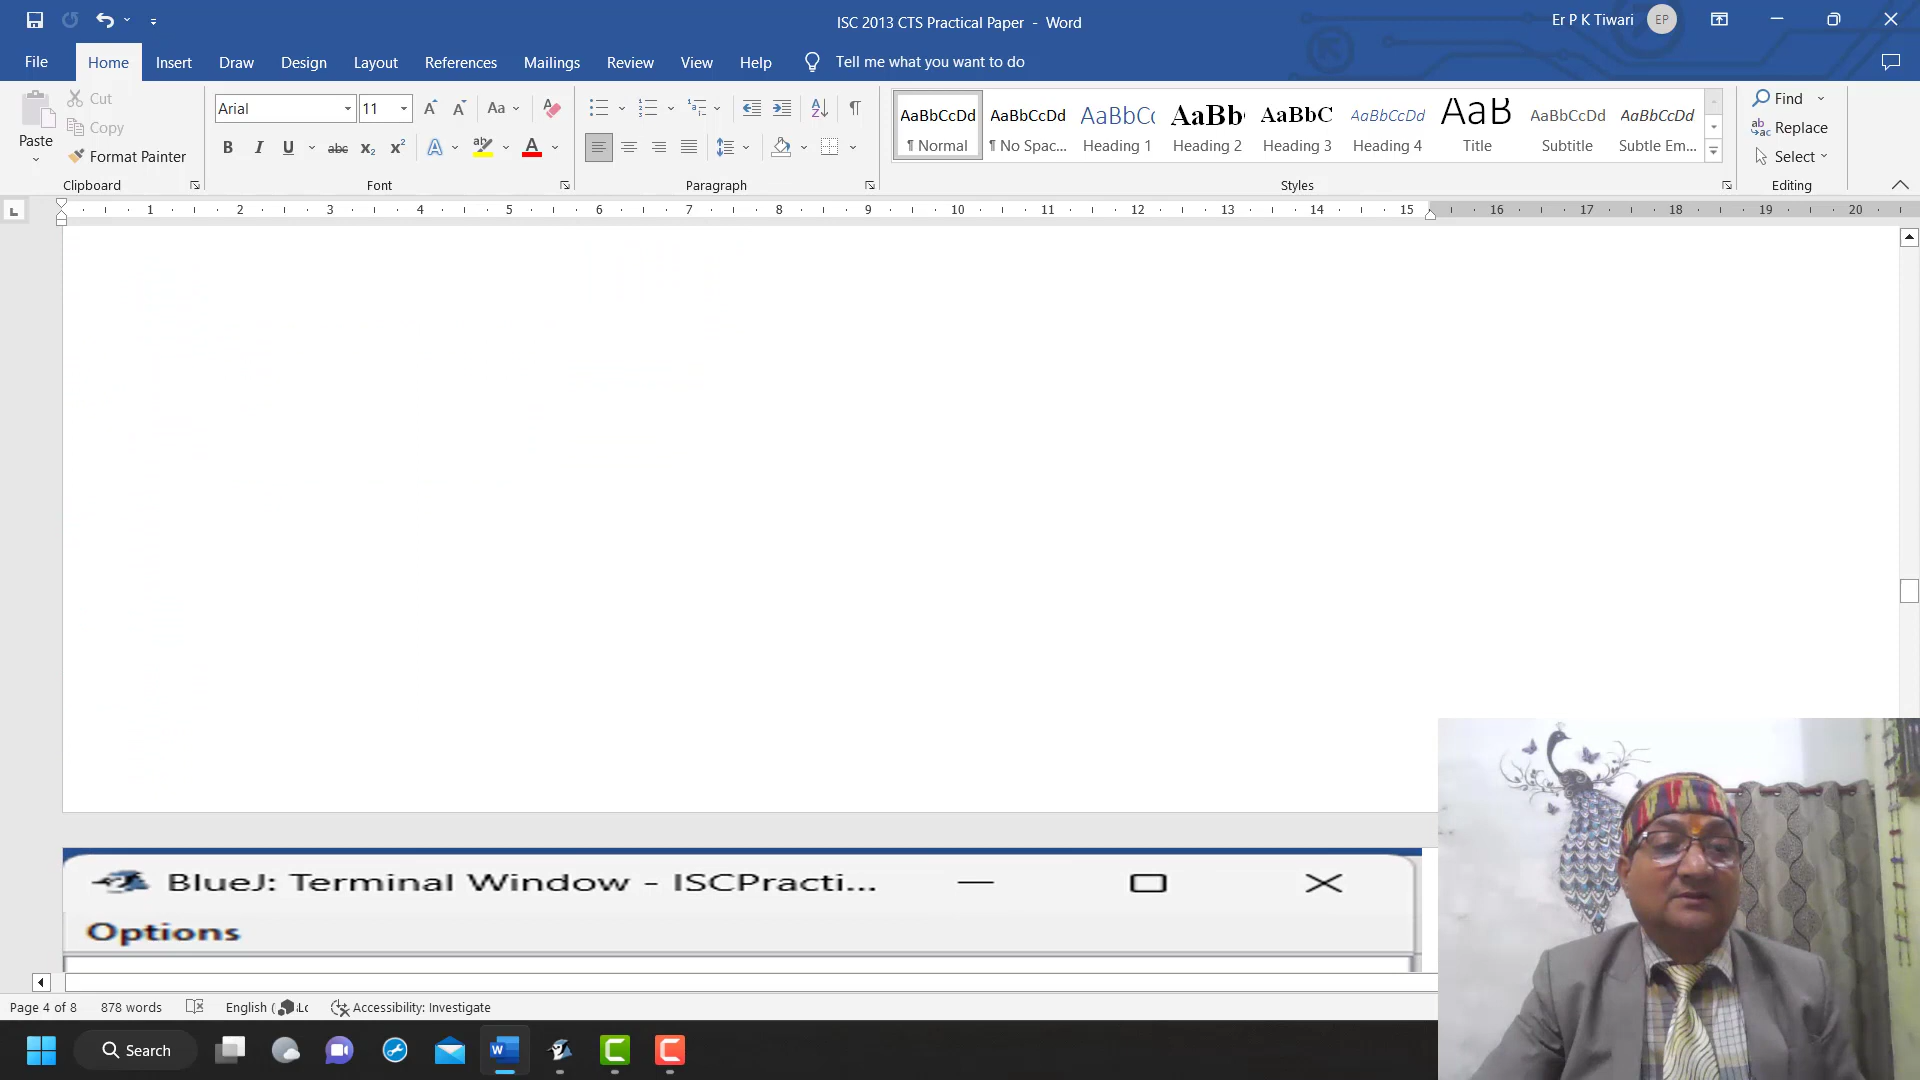 ISC 2013 CTS Practical Paper - Word
Er P K Tiwari EP
File Home Insert Draw Design Layout References Mailings Review View Help Tell me what you want to do
Paste
Cut
Copy
Format Painter
Clipboard
Arial 11 Aa
B I U abc x₂ x² A A
Font
Paragraph
AaBbCcDd AaBbCcDd AaBbCc AaBb AaBbC AaBbCcDd AaB AaBbCcDd AaBbCcDd
¶ Normal ¶ No Spac... Heading 1 Heading 2 Heading 3 Heading 4 Title Subtitle Subtle Em...
Styles
Find
Replace
Select
Editing
1 2 3 4 5 6 7 8 9 10 11 12 13 14 15 16 17 18 19 20
BlueJ: Terminal Window - ISCPracti...
Options
Page 4 of 8 878 words English ( Accessibility: Investigate
Search